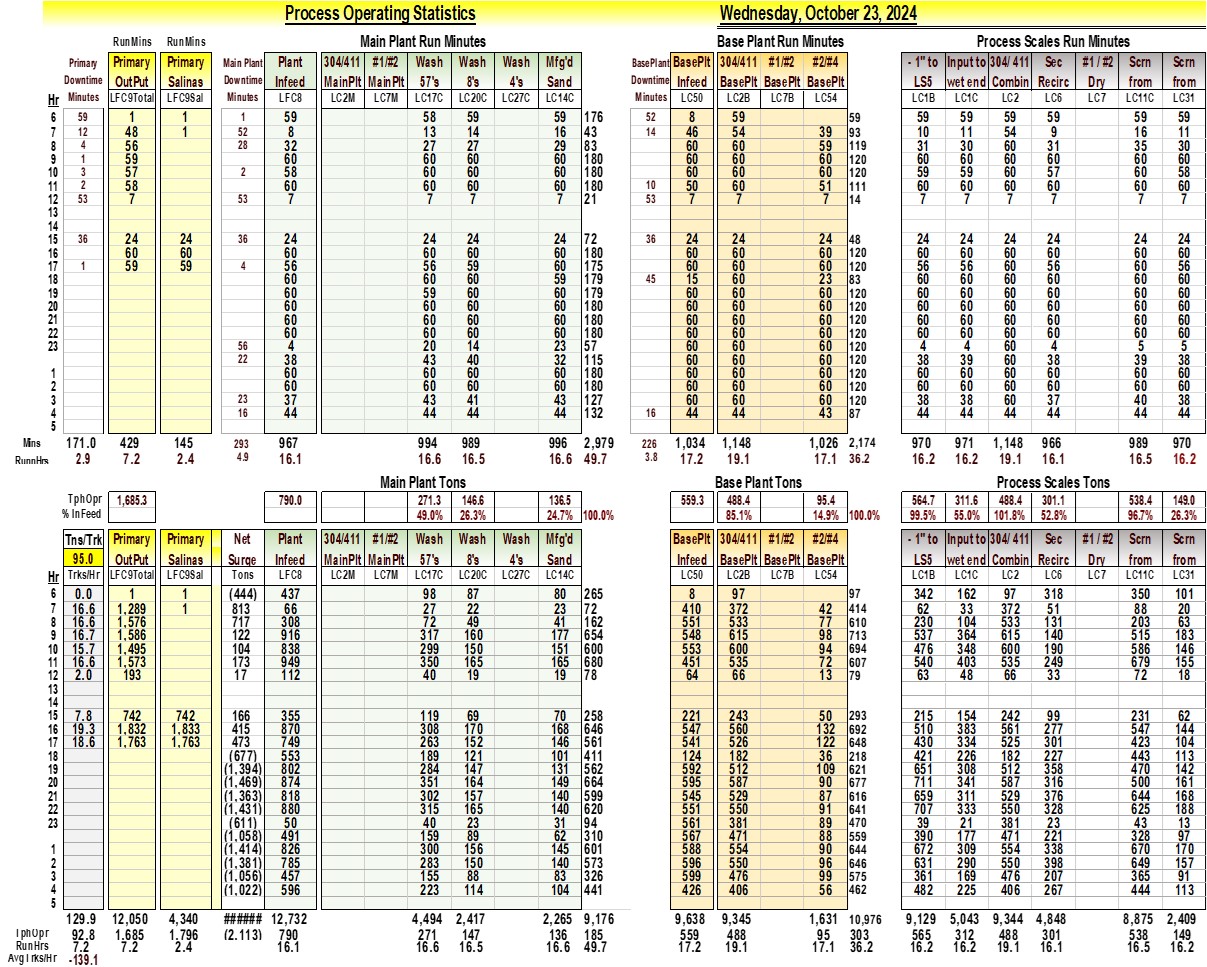 Process Operating Statistics Wednesday, October 23, 2024
RunMins RunMins Main Plant Run Minutes Base Plant Run Minutes Process Scales Run Minutes
Primary Primary Primary Main Plant Plant 304/411 #1/#2 Wash Wash Wash Mfg'd BasePlant BasePlt 304/411 #1/#2 #2/#4 - 1" to Input to 304/ 411 Sec #1 / #2 Scrn Scrn
Downtime OutPut Salinas Downtime Infeed MainPlt MainPlt 57's 8's 4's Sand Downtime Infeed BasePlt BasePlt BasePlt LS5 wet end Combin Recirc Dry from from
Hr Minutes LFC9Total LFC9Sal Minutes LFC8 LC2M LC7M LC17C LC20C LC27C LC14C Minutes LC50 LC2B LC7B LC54 LC1B LC1C LC2 LC6 LC7 LC11C LC31
6 59 1 1 1 59 58 59 59 176 52 8 59 59 59 59 59 59 59 59
7 12 48 1 52 8 13 14 16 43 14 46 54 39 93 10 11 54 9 16 11
8 4 56 28 32 27 27 29 83 60 60 59 119 31 30 60 31 35 30
9 1 59 60 60 60 60 180 60 60 60 120 60 60 60 60 60 60
10 3 57 2 58 60 60 60 180 60 60 60 120 59 59 60 57 60 58
11 2 58 60 60 60 60 180 10 50 60 51 111 60 60 60 60 60 60
12 53 7 53 7 7 7 7 21 53 7 7 7 14 7 7 7 7 7 7
13
14
15 36 24 24 36 24 24 24 24 72 36 24 24 24 48 24 24 24 24 24 24
16 60 60 60 60 60 60 180 60 60 60 120 60 60 60 60 60 60
17 1 59 59 4 56 56 59 60 175 60 60 60 120 56 56 60 56 60 56
18 60 60 60 59 179 45 15 60 23 83 60 60 60 60 60 60
19 60 59 60 60 179 60 60 60 120 60 60 60 60 60 60
20 60 60 60 60 180 60 60 60 120 60 60 60 60 60 60
21 60 60 60 60 180 60 60 60 120 60 60 60 60 60 60
22 60 60 60 60 180 60 60 60 120 60 60 60 60 60 60
23 56 4 20 14 23 57 60 60 60 120 4 4 60 4 5 5
22 38 43 40 32 115 60 60 60 120 38 39 60 38 39 38
1 60 60 60 60 180 60 60 60 120 60 60 60 60 60 60
2 60 60 60 60 180 60 60 60 120 60 60 60 60 60 60
3 23 37 43 41 43 127 60 60 60 120 38 38 60 37 40 38
4 16 44 44 44 44 132 16 44 44 43 87 44 44 44 44 44 44
5
Mins 171.0 429 145 293 967 994 989 996 2,979 226 1,034 1,148 1,026 2,174 970 971 1,148 966 989 970
RunnHrs 2.9 7.2 2.4 4.9 16.1 16.6 16.5 16.6 49.7 3.8 17.2 19.1 17.1 36.2 16.2 16.2 19.1 16.1 16.5 16.2
Main Plant Tons Base Plant Tons Process Scales Tons
TphOpr 1,685.3 790.0 271.3 146.6 136.5 559.3 488.4 95.4 564.7 311.6 488.4 301.1 538.4 149.0
% InFeed 49.0% 26.3% 24.7% 100.0% 85.1% 14.9% 100.0% 99.5% 55.0% 101.8% 52.8% 96.7% 26.3%
Tns/Trk Primary Primary Net Plant 304/411 #1/#2 Wash Wash Wash Mfg'd BasePlt 304/411 #1/#2 #2/#4 - 1" to Input to 304/ 411 Sec #1 / #2 Scrn Scrn
95.0 OutPut Salinas Surge Infeed MainPlt MainPlt 57's 8's 4's Sand Infeed BasePlt BasePlt BasePlt LS5 wet end Combin Recirc Dry from from
Hr Trks/Hr LFC9Total LFC9Sal Tons LFC8 LC2M LC7M LC17C LC20C LC27C LC14C LC50 LC2B LC7B LC54 LC1B LC1C LC2 LC6 LC7 LC11C LC31
6 0.0 1 1 (444) 437 98 87 80 265 8 97 97 342 162 97 318 350 101
7 16.6 1,289 1 813 66 27 22 23 72 410 372 42 414 62 33 372 51 88 20
8 16.6 1,576 717 308 72 49 41 162 551 533 77 610 230 104 533 131 203 63
9 16.7 1,586 122 916 317 160 177 654 548 615 98 713 537 364 615 140 515 183
10 15.7 1,495 104 838 299 150 151 600 553 600 94 694 476 348 600 190 586 146
11 16.6 1,573 173 949 350 165 165 680 451 535 72 607 540 403 535 249 679 155
12 2.0 193 17 112 40 19 19 78 64 66 13 79 63 48 66 33 72 18
13
14
15 7.8 742 742 166 355 119 69 70 258 221 243 50 293 215 154 242 99 231 62
16 19.3 1,832 1,833 415 870 308 170 168 646 547 560 132 692 510 383 561 277 547 144
17 18.6 1,763 1,763 473 749 263 152 146 561 541 526 122 648 430 334 525 301 423 104
18 (677) 553 189 121 101 411 124 182 36 218 421 226 182 227 443 113
19 (1,394) 802 284 147 131 562 592 512 109 621 651 308 512 358 470 142
20 (1,469) 874 351 164 149 664 595 587 90 677 711 341 587 316 500 161
21 (1,363) 818 302 157 140 599 545 529 87 616 659 311 529 376 644 168
22 (1,431) 880 315 165 140 620 551 550 91 641 707 333 550 328 625 188
23 (611) 50 40 23 31 94 561 381 89 470 39 21 381 23 43 13
(1,058) 491 159 89 62 310 567 471 88 559 390 177 471 221 328 97
1 (1,414) 826 300 156 145 601 588 554 90 644 672 309 554 338 670 170
2 (1,381) 785 283 150 140 573 596 550 96 646 631 290 550 398 649 157
3 (1,056) 457 155 88 83 326 599 476 99 575 361 169 476 207 365 91
4 (1,022) 596 223 114 104 441 426 406 56 462 482 225 406 267 444 113
5
129.9 12,050 4,340 ###### 12,732 4,494 2,417 2,265 9,176 9,638 9,345 1,631 10,976 9,129 5,043 9,344 4,848 8,875 2,409
TphOpr 92.8 1,685 1,796 (2,113) 790 271 147 136 185 559 488 95 303 565 312 488 301 538 149
RunHrs 7.2 7.2 2.4 16.1 16.6 16.5 16.6 49.7 17.2 19.1 17.1 36.2 16.2 16.2 19.1 16.1 16.5 16.2
AvgTrks/Hr -139.1